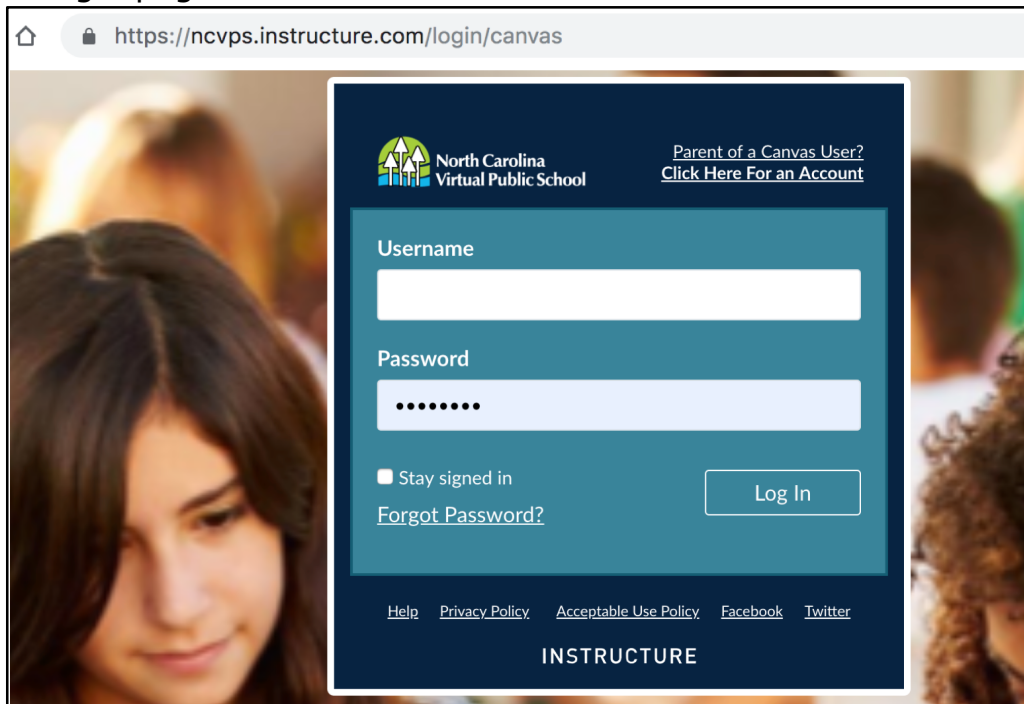 https://ncvps.instructure.com/login/canvas
North Carolina
Virtual Public School
Parent of a Canvas User?
Click Here For an Account
Username
Password
••••••••
Stay signed in
Log In
Forgot Password?
Help Privacy Policy Acceptable Use Policy Facebook Twitter
INSTRUCTURE